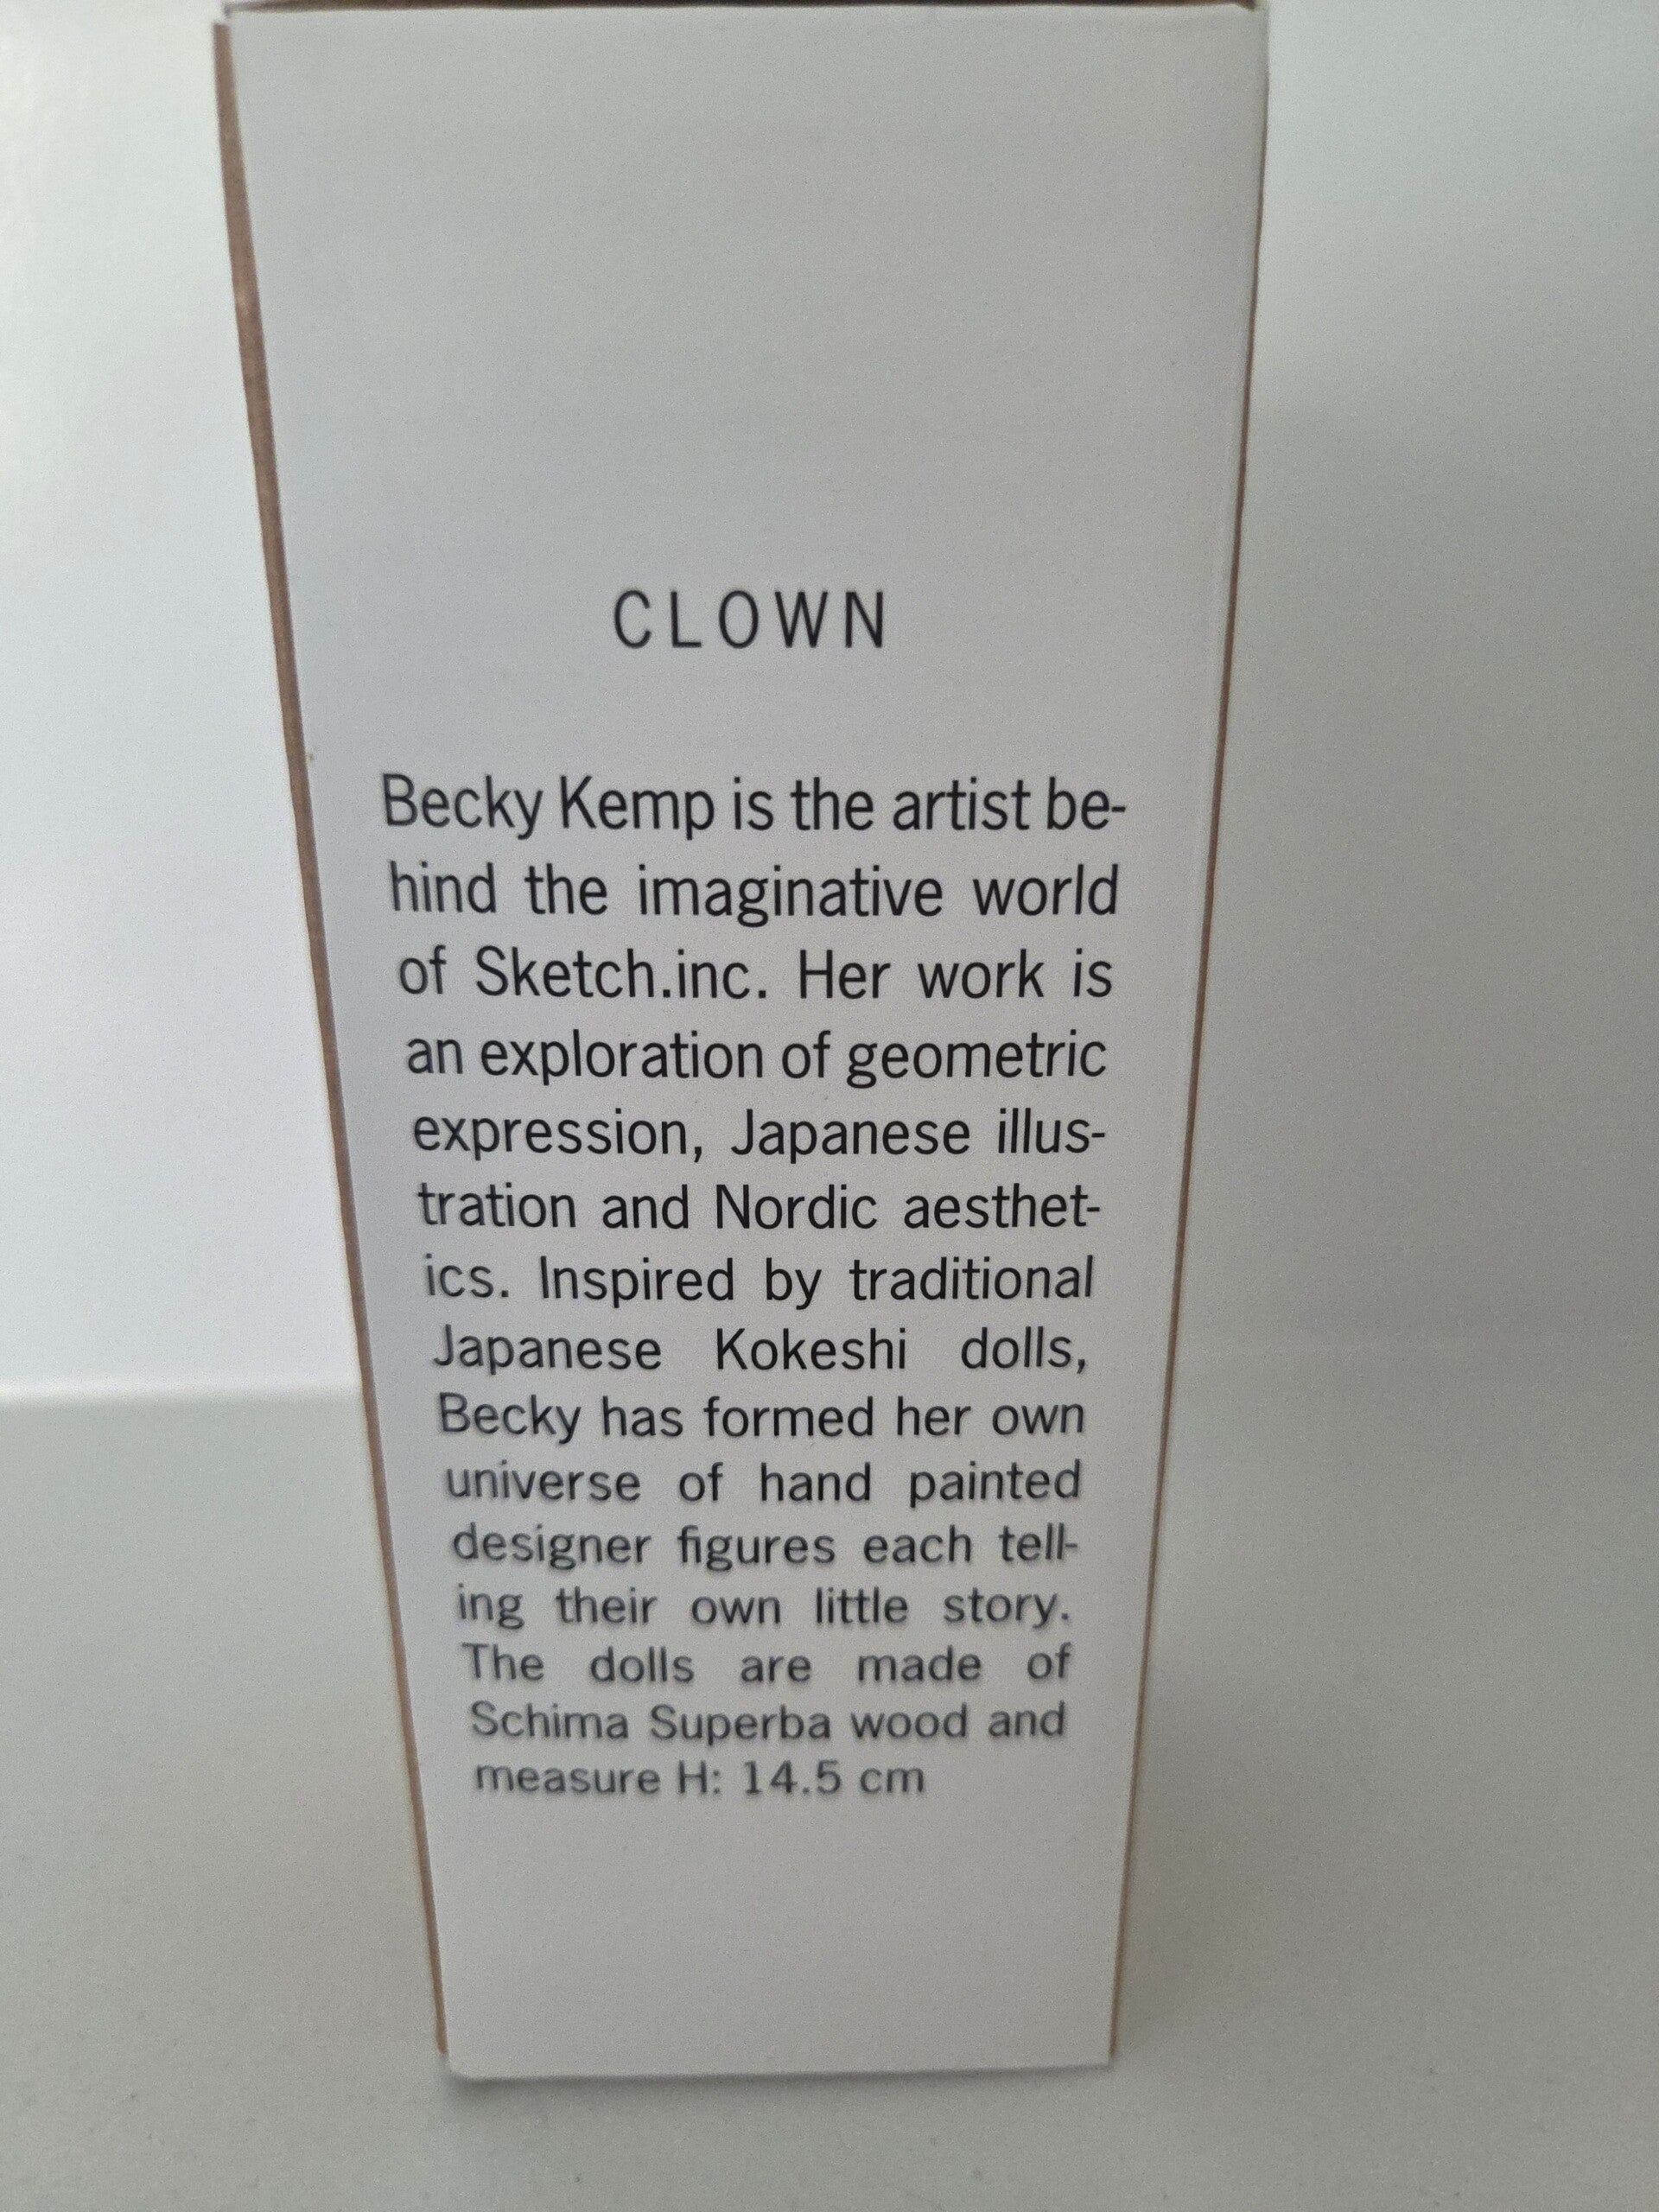 CLOWN
Becky Kemp is the artist be-
hind the imaginative world
of Sketch.inc. Her work is
an exploration of geometric
expression, Japanese illus-
tration and Nordic aesthet-
ics. Inspired by traditional
Japanese Kokeshi dolls,
Becky has formed her own
universe of hand painted
designer figures each tell-
ing their own little story.
The dolls are made of
Schima Superba wood and
measure H: 14.5 cm